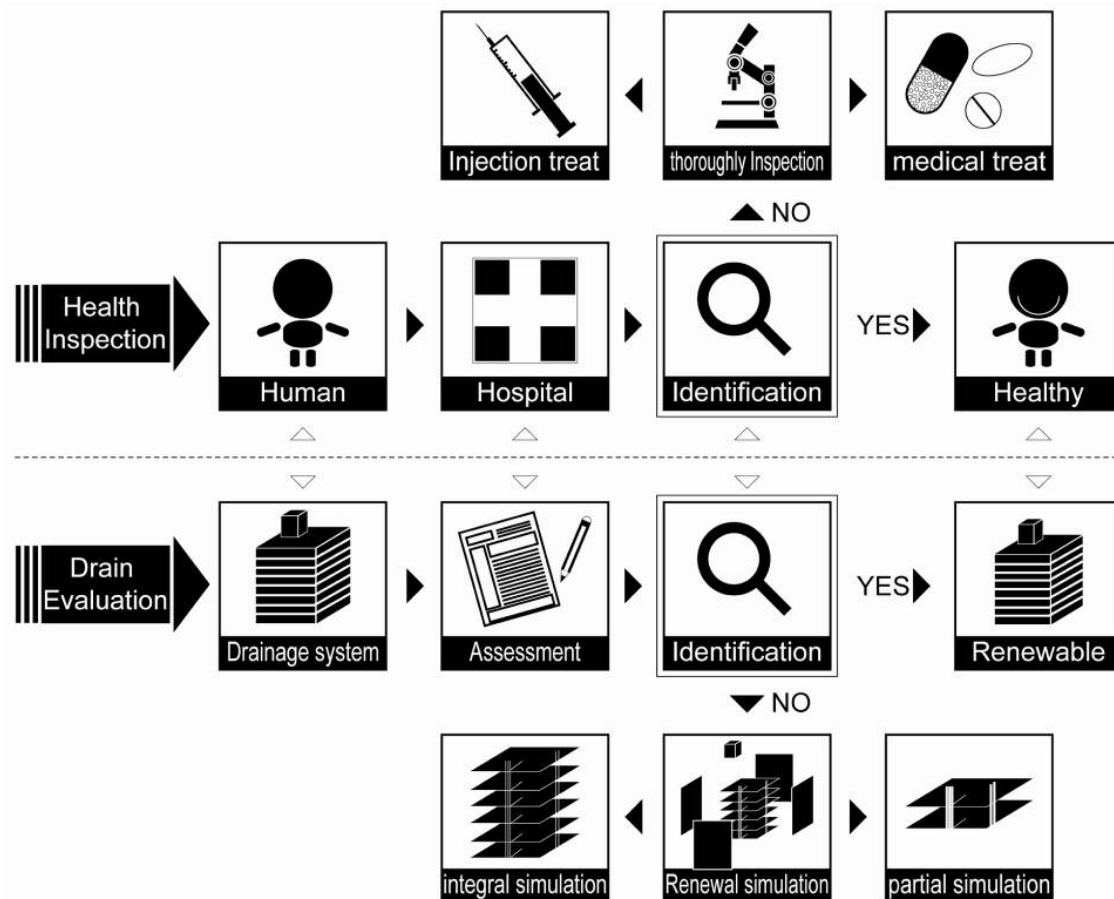 Injection treat
thoroughly Inspection
medical treat
NO
Health
Inspection
YES
Human
Hospital
Identification
Healthy
Drain
Evaluation
YES
Drainage system
Assessment
Identification
Renewable
NO
integral simulation
Renewal simulation
partial simulation